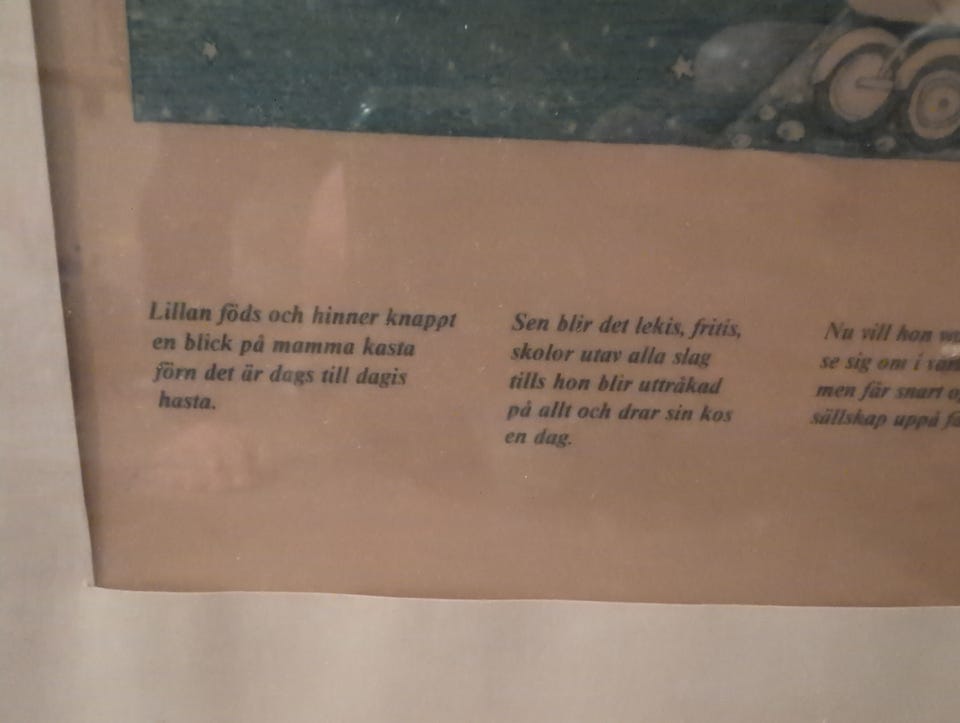 Lillan föds och hinner knappt
en blick på mamma kasta
förn det är dags till dagis
hasta.
Sen blir det lekis, fritis,
skolor utav alla slag
tills hon blir uttråkad
på allt och drar sin kos
en dag.
Nu vill hon
se sig om i
men får snart
sällskap uppå